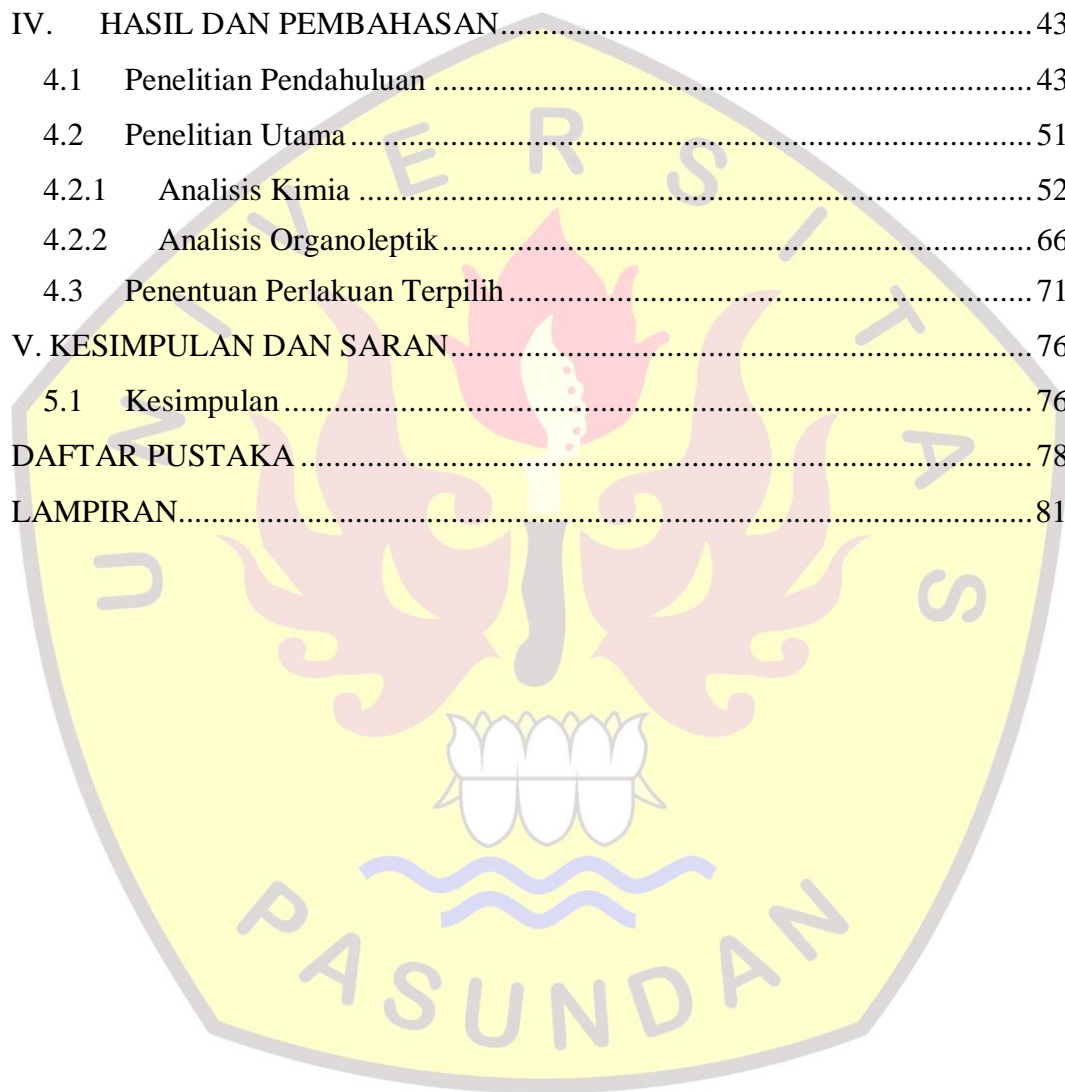 IV. HASIL DAN PEMBAHASAN.................................................................. 43
4.1 Penelitian Pendahuluan .......................................................................... 43
4.2 Penelitian Utama .................................................................................... 51
4.2.1 Analisis Kimia ................................................................................... 52
4.2.2 Analisis Organoleptik......................................................................... 66
4.3 Penentuan Perlakuan Terpilih ................................................................. 71
V. KESIMPULAN DAN SARAN........................................................................ 76
5.1 Kesimpulan ............................................................................................ 76
DAFTAR PUSTAKA .......................................................................................... 78
LAMPIRAN......................................................................................................... 81
UNIVERSITAS
PASUNDAN